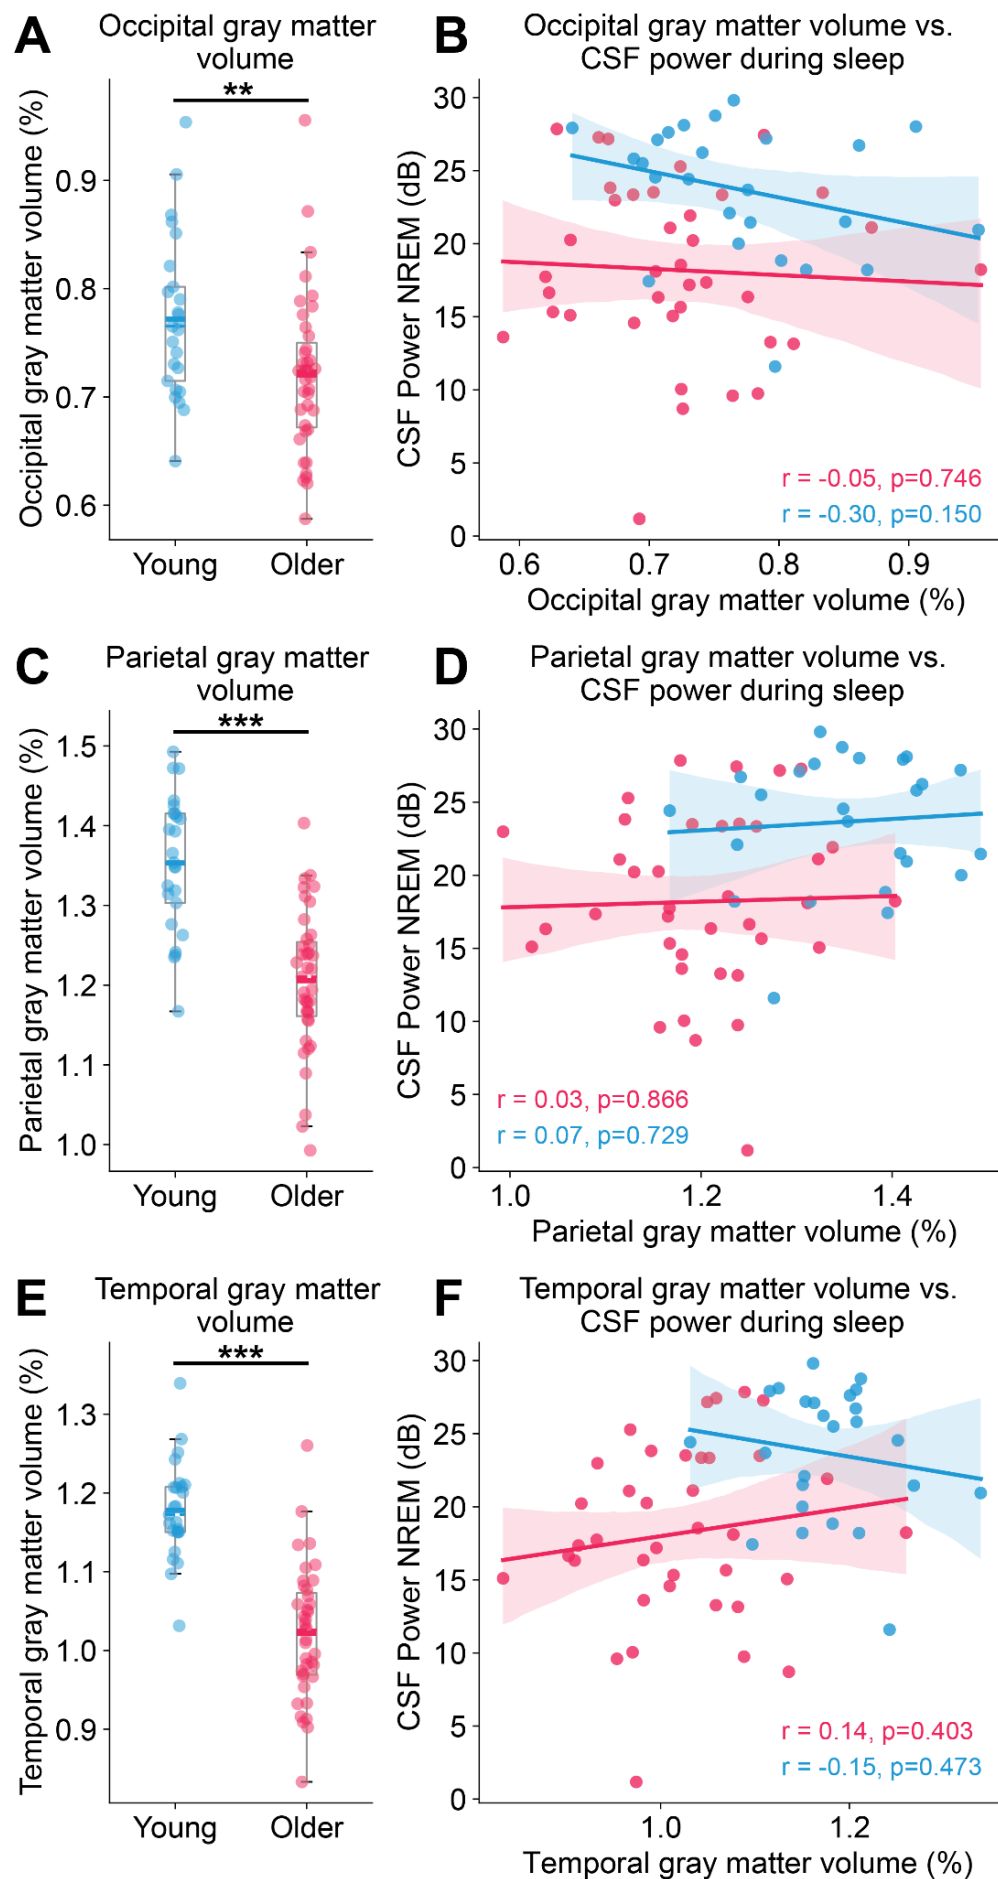 A
Occipital gray matter
volume
**
Occipital gray matter volume (%)
0.9
0.8
0.7
0.6
Young
Older
B
Occipital gray matter volume vs.
CSF power during sleep
CSF Power NREM (dB)
30
25
20
15
10
5
0
r = -0.05, p=0.746
r = -0.30, p=0.150
0.6
0.7
0.8
0.9
Occipital gray matter volume (%)
C
Parietal gray matter
volume
***
Parietal gray matter volume (%)
1.5
1.4
1.3
1.2
1.1
1.0
Young
Older
D
Parietal gray matter volume vs.
CSF power during sleep
CSF Power NREM (dB)
30
25
20
15
10
5
0
r = 0.03, p=0.866
r = 0.07, p=0.729
1.0
1.2
1.4
Parietal gray matter volume (%)
E
Temporal gray matter
volume
***
Temporal gray matter volume (%)
1.3
1.2
1.1
1.0
0.9
Young
Older
F
Temporal gray matter volume vs.
CSF power during sleep
CSF Power NREM (dB)
30
25
20
15
10
5
0
r = 0.14, p=0.403
r = -0.15, p=0.473
1.0
1.2
Temporal gray matter volume (%)